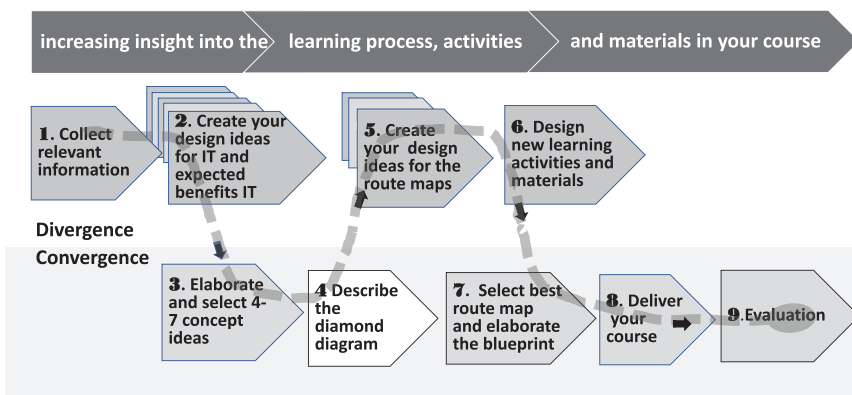 increasing insight into the learning process, activities and materials in your course
1. Collect
relevant
information
2. Create your
design ideas
for IT and
expected
benefits IT
5. Create
your design
ideas for the
route maps
6. Design
new learning
activities and
materials
Divergence
Convergence
3. Elaborate
and select 4-
7 concept
ideas
4 Describe
the
diamond
diagram
7. Select best
route map
and elaborate
the blueprint
8. Deliver
your
course
9.Evaluation